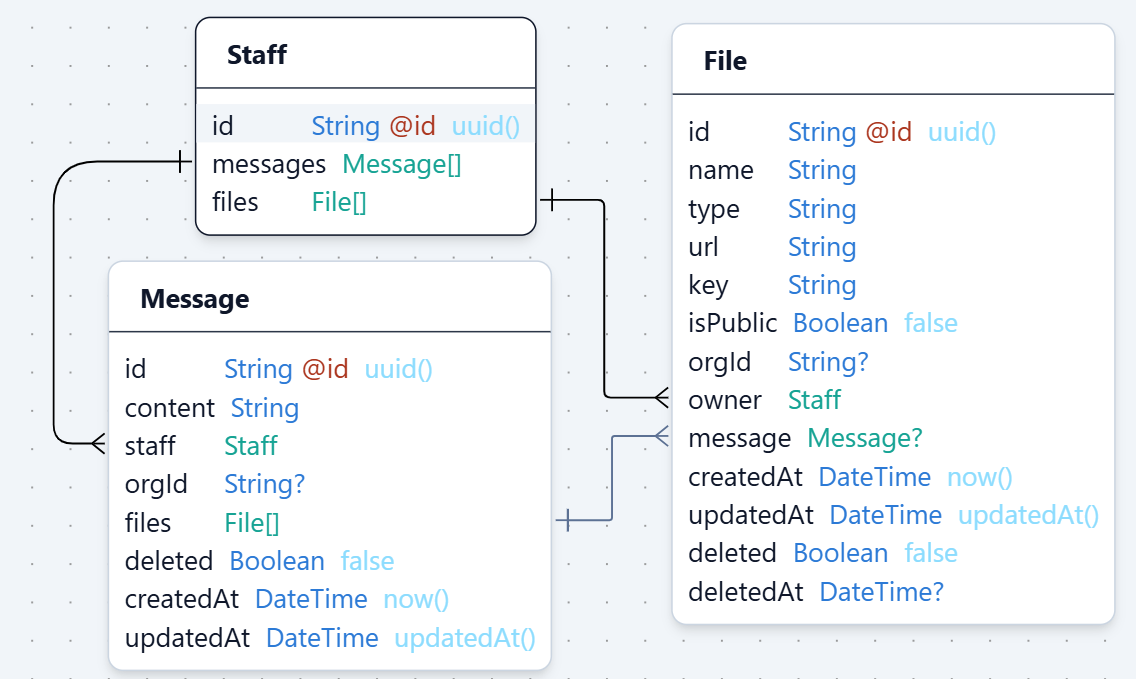 Staff
id String @id uuid()
messages Message[]
files File[]
Message
id String @id uuid()
content String
staff Staff
orgId String?
files File[]
deleted Boolean false
createdAt DateTime now()
updatedAt DateTime updatedAt()
File
id String @id uuid()
name String
type String
url String
key String
isPublic Boolean false
orgId String?
owner Staff
message Message?
createdAt DateTime now()
updatedAt DateTime updatedAt()
deleted Boolean false
deletedAt DateTime?